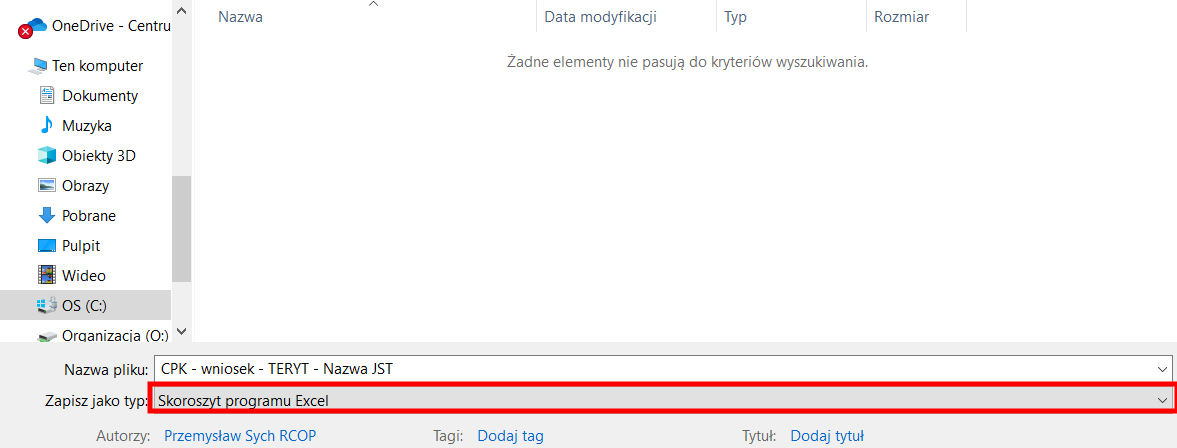 Nazwa Data modyfikacji Typ Rozmiar
OneDrive - Centru
Żadne elementy nie pasują do kryteriów wyszukiwania.
Ten komputer
Dokumenty
Muzyka
Obiekty 3D
Obrazy
Pobrane
Pulpit
Wideo
OS (C:)
Organizacja (O:)
Nazwa pliku: CPK - wniosek - TERYT - Nazwa JST
Zapisz jako typ: Skoroszyt programu Excel
Autorzy: Przemysław Sych RCOP Tagi: Dodaj tag Tytuł: Dodaj tytuł